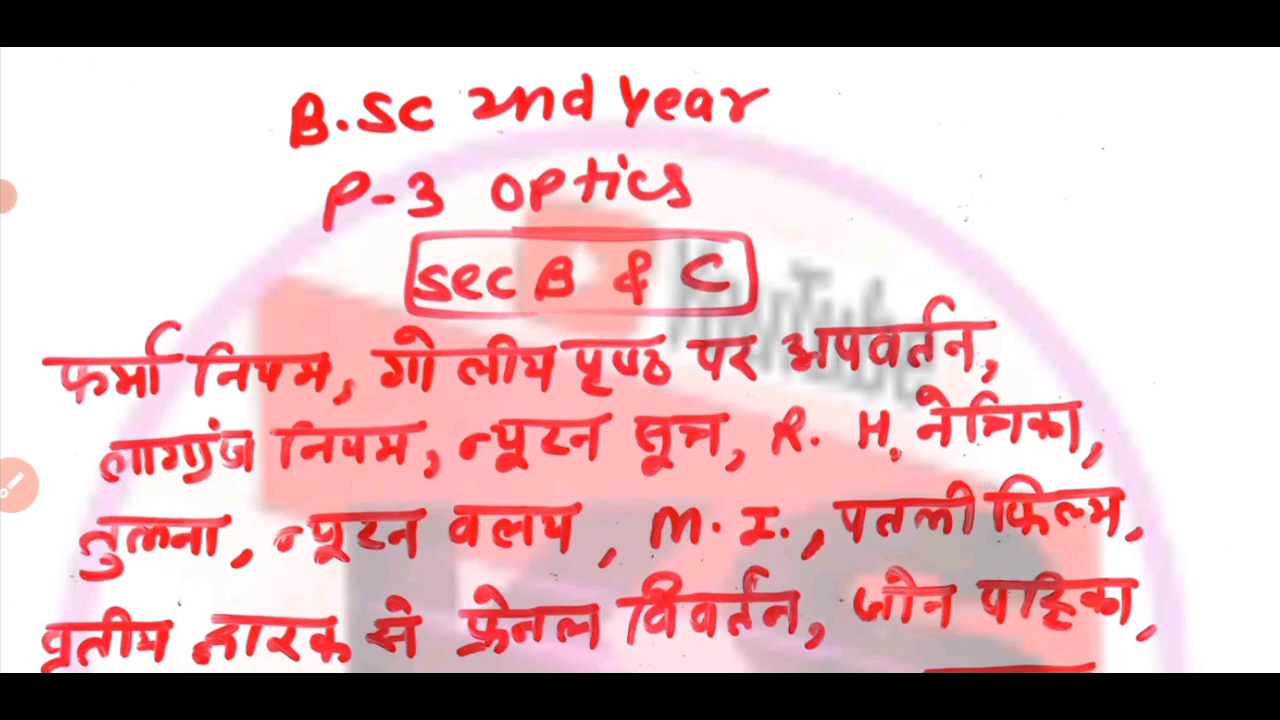 B.SC 2nd year
P-3 Optics
sec B & C
फर्मा नियम, गोलीय पृष्ठ पर अपवर्तन,
लाग्रांज नियम, न्यूटन सूत्र, R. H. नेत्रिका,
तुलना, न्यूटन वलय, M. I., पतली फिल्म,
वृतीय द्वारक से फ्रेनल विवर्तन, जोन पट्टिका,